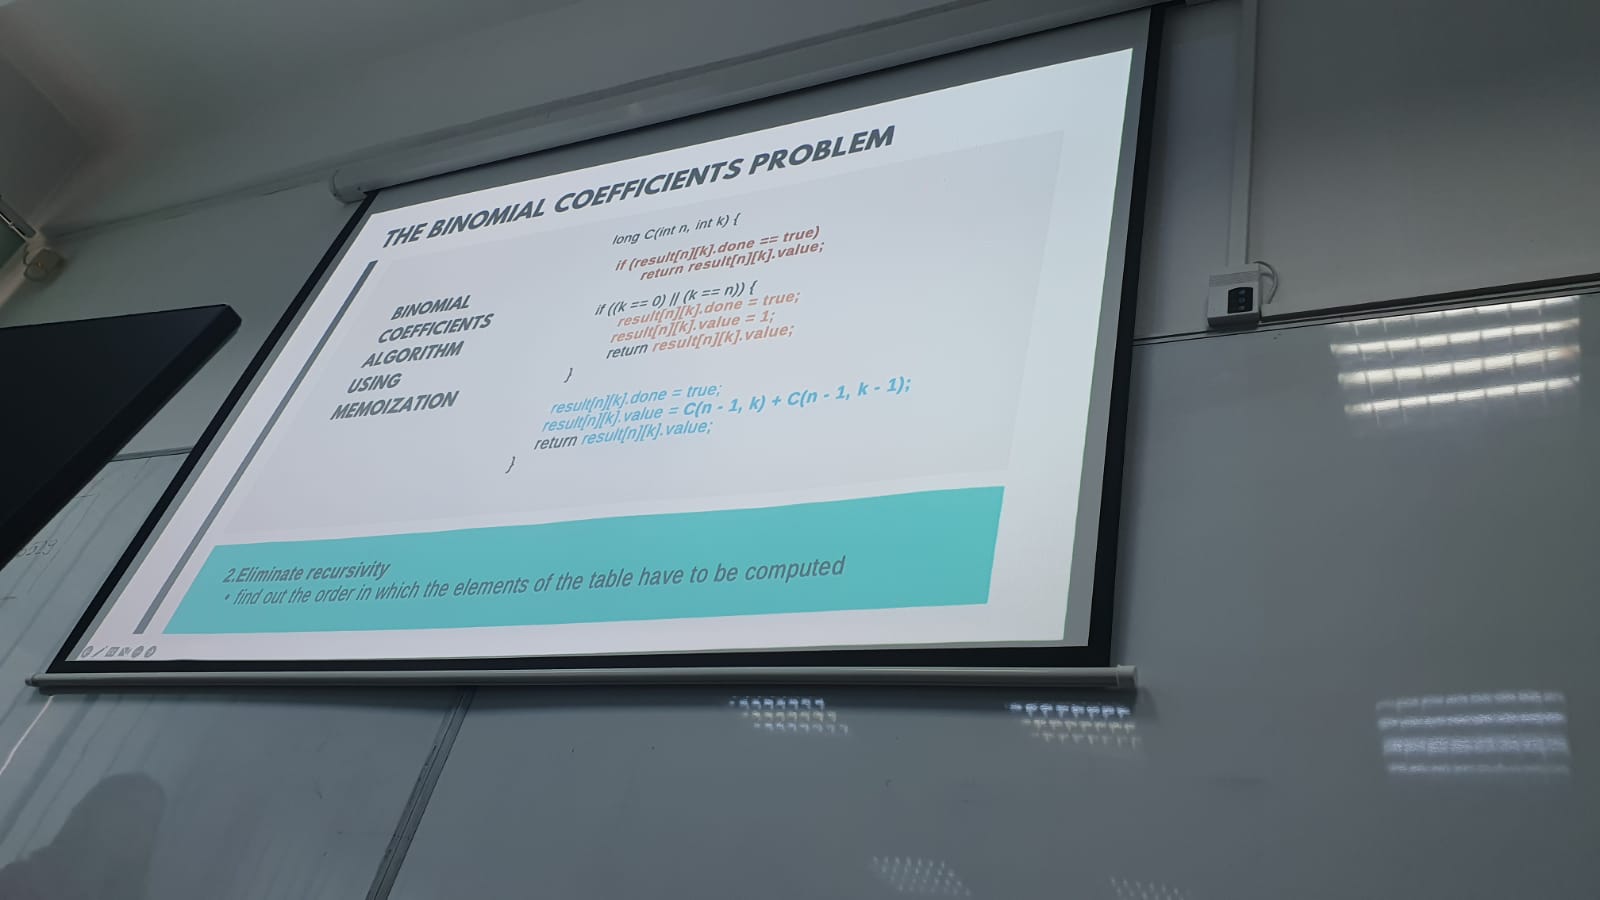 THE BINOMIAL COEFFICIENTS PROBLEM
BINOMIAL
COEFFICIENTS
ALGORITHM
USING
MEMOIZATION
long C(int n, int k) {
if (result[n][k].done == true)
return result[n][k].value;
if ((k == 0) || (k == n)) {
result[n][k].done = true;
result[n][k].value = 1;
return result[n][k].value;
}
result[n][k].done = true;
result[n][k].value = C(n - 1, k) + C(n - 1, k - 1);
return result[n][k].value;
}
2.Eliminate recursivity
• find out the order in which the elements of the table have to be computed